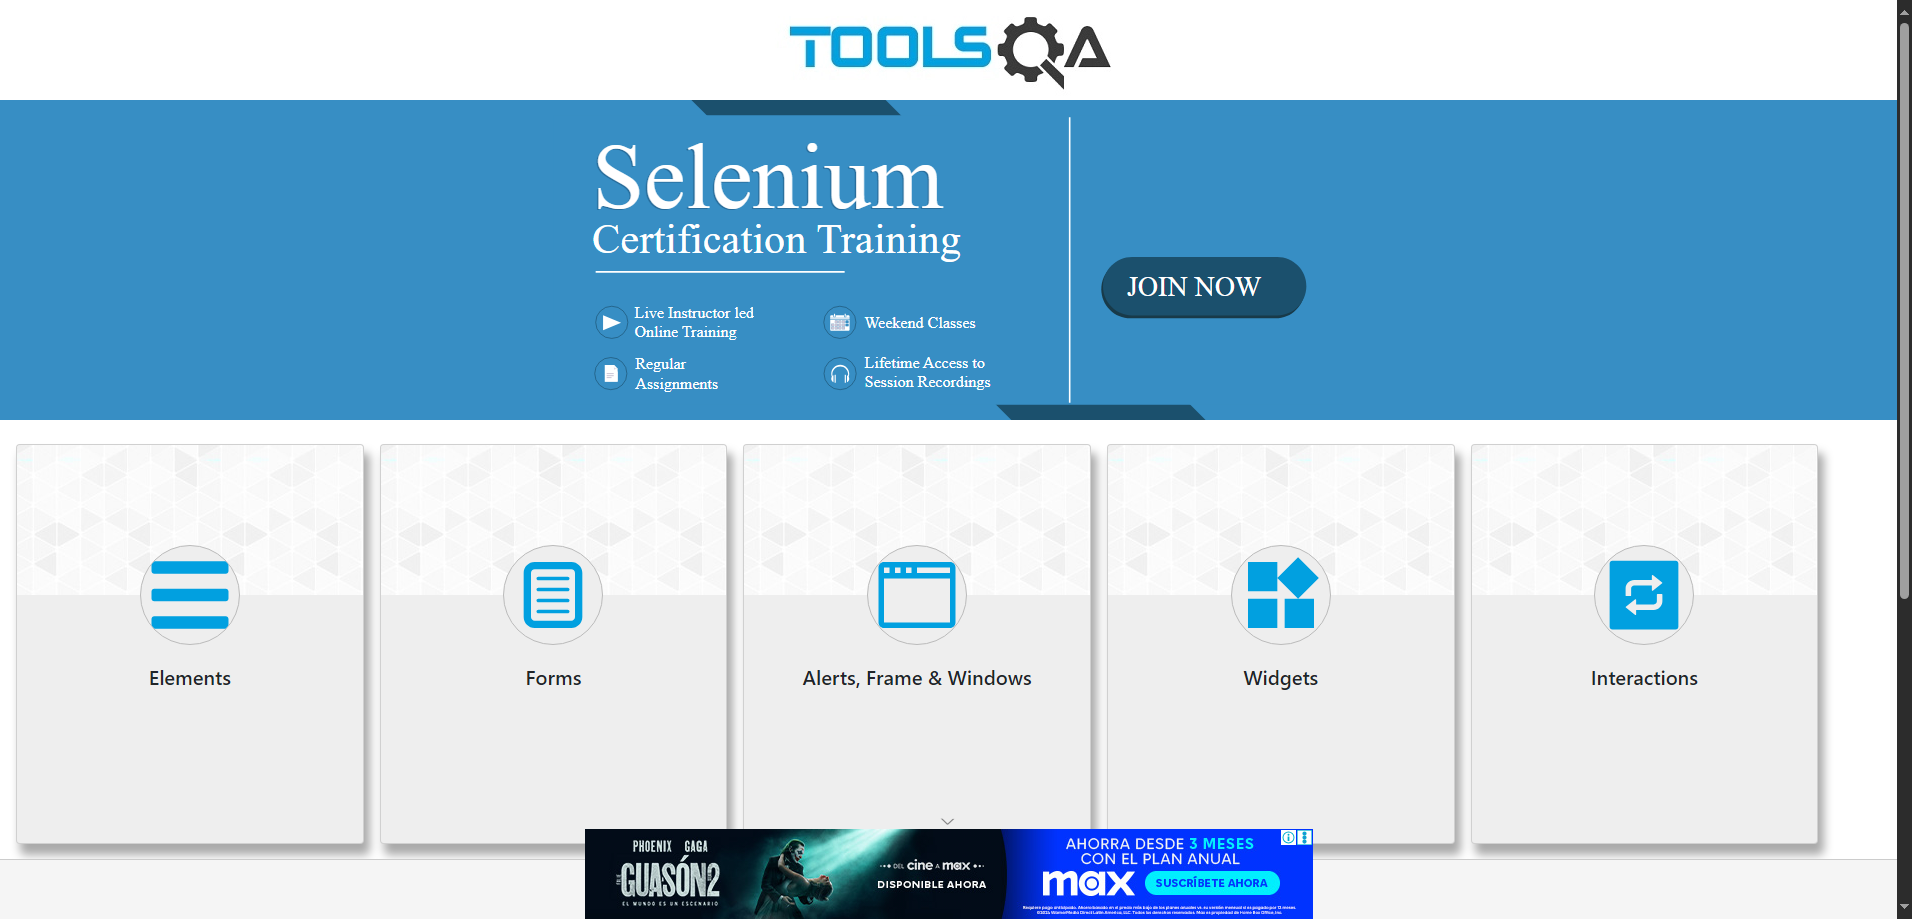 TOOLSQA
Selenium
Certification Training
Live Instructor led
Online Training
Weekend Classes
Regular
Assignments
Lifetime Access to
Session Recordings
JOIN NOW
Elements
Forms
Alerts, Frame & Windows
Widgets
Interactions
PHOENIX GAGA
GUASÓN2
EL MUNDO ES UN ESCENARIO
DEL cine A max
DISPONIBLE AHORA
AHORRA DESDE 3 MESES
CON EL PLAN ANUAL
max
SUSCRÍBETE AHORA